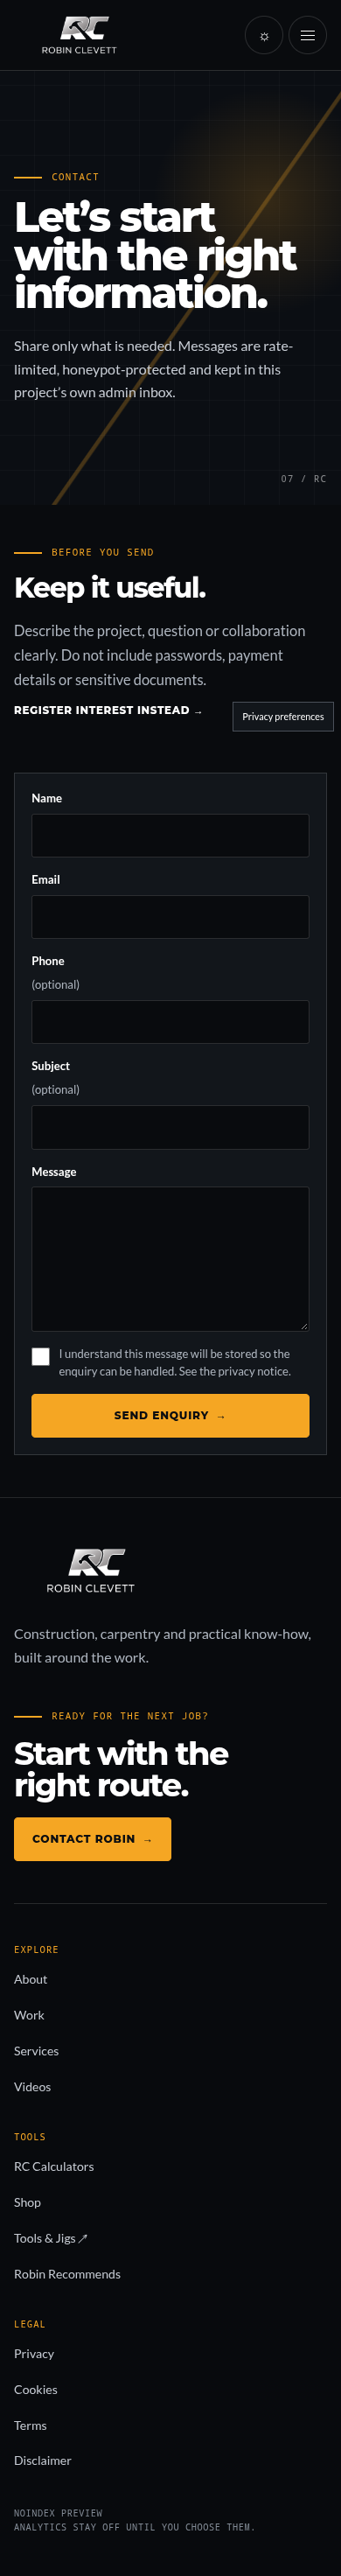 RC
ROBIN CLEVETT
CONTACT
Let’s start
with the right
information.
Share only what is needed. Messages are rate-
limited, honeypot-protected and kept in this
project’s own admin inbox.
07 / RC
BEFORE YOU SEND
Keep it useful.
Describe the project, question or collaboration
clearly. Do not include passwords, payment
details or sensitive documents.
REGISTER INTEREST INSTEAD →
Privacy preferences
Name
Email
Phone
(optional)
Subject
(optional)
Message
I understand this message will be stored so the
enquiry can be handled. See the privacy notice.
SEND ENQUIRY →
RC
ROBIN CLEVETT
Construction, carpentry and practical know-how,
built around the work.
READY FOR THE NEXT JOB?
Start with the
right route.
CONTACT ROBIN →
EXPLORE
About
Work
Services
Videos
TOOLS
RC Calculators
Shop
Tools & Jigs ↗
Robin Recommends
LEGAL
Privacy
Cookies
Terms
Disclaimer
NOINDEX PREVIEW
ANALYTICS STAY OFF UNTIL YOU CHOOSE THEM.